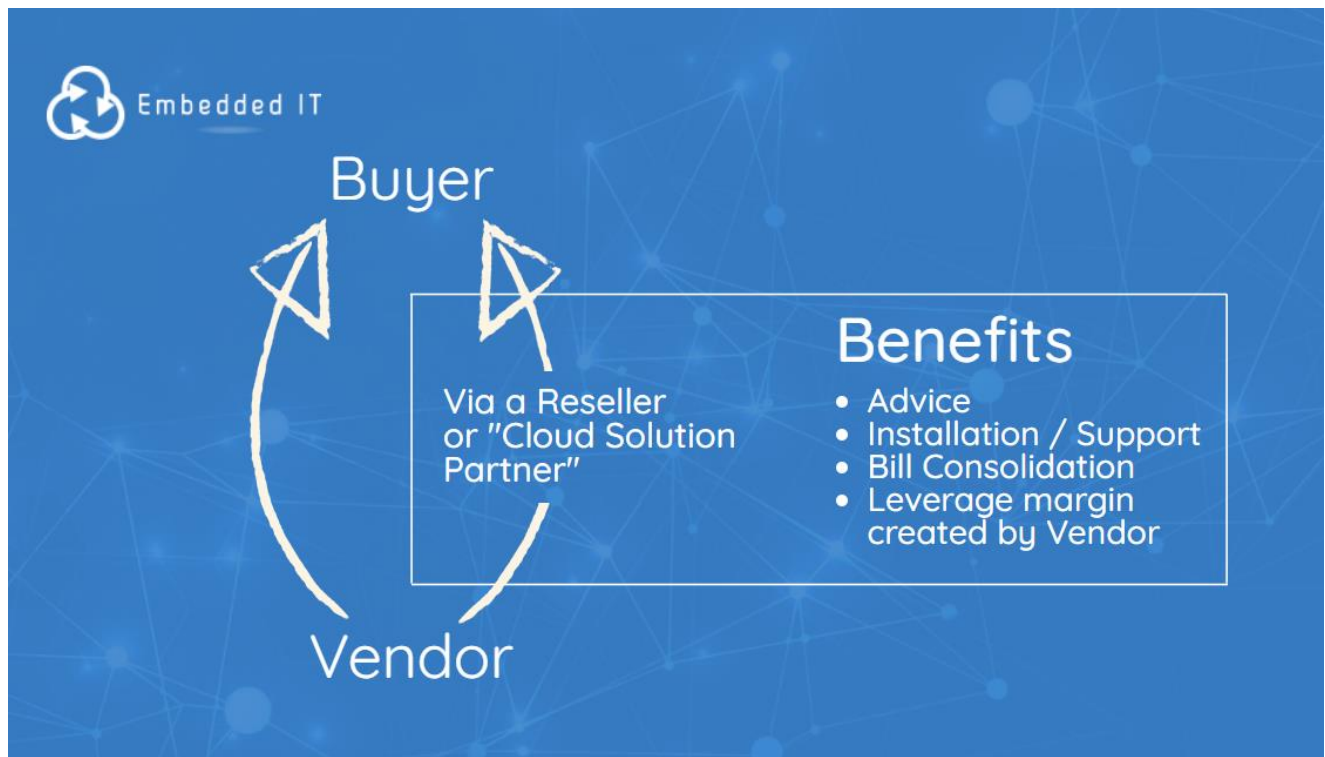 Embedded IT
Buyer
Via a Reseller
or "Cloud Solution
Partner"
Benefits
• Advice
• Installation / Support
• Bill Consolidation
• Leverage margin
created by Vendor
Vendor